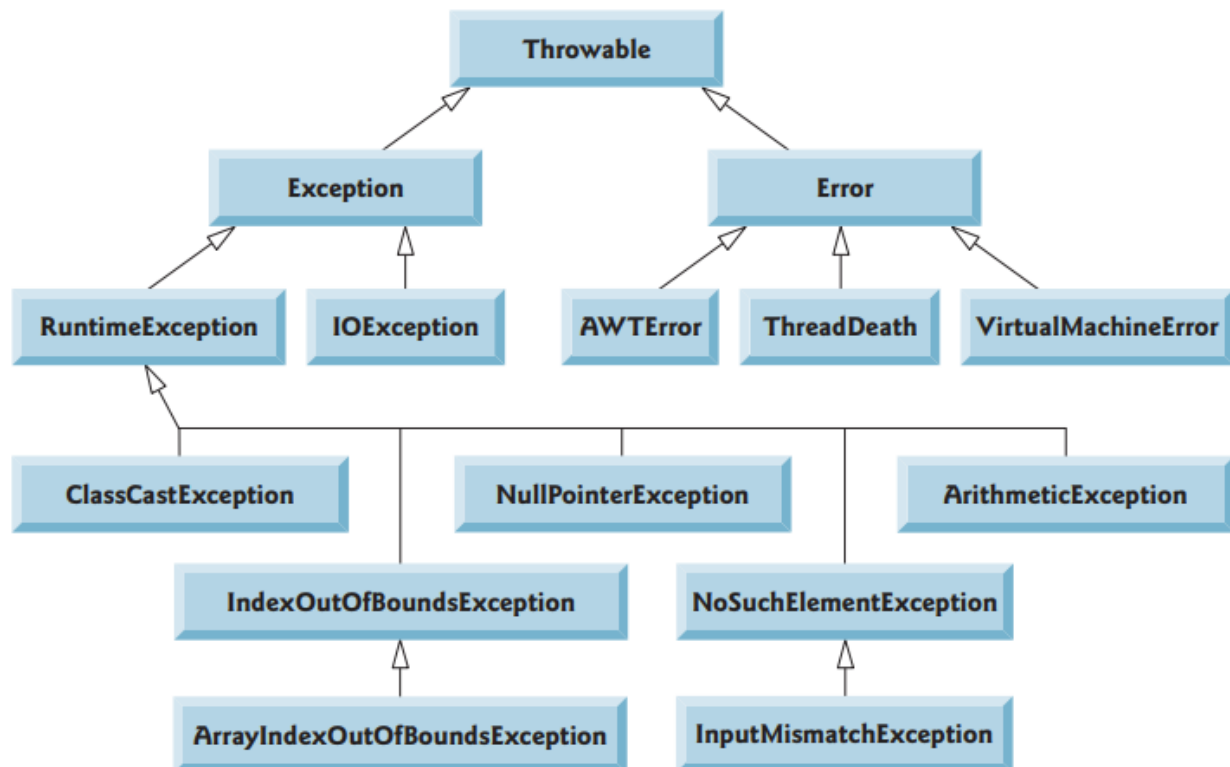 Throwable
Exception
Error
RuntimeException
IOException
AWTError
ThreadDeath
VirtualMachineError
ClassCastException
NullPointerException
ArithmeticException
IndexOutOfBoundsException
NoSuchElementException
ArrayIndexOutOfBoundsException
InputMismatchException